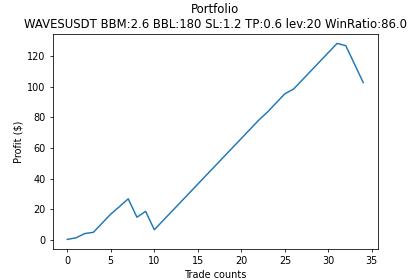 Portfolio
WAVESUSDT BBM:2.6 BBL:180 SL:1.2 TP:0.6 lev:20 WinRatio:86.0
Profit ($)
120
100
80
60
40
20
0
0 5 10 15 20 25 30 35
Trade counts